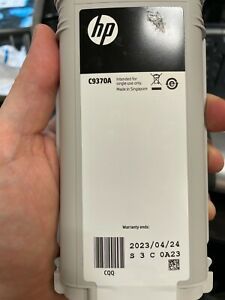 hp
C9370A
Intended for
single use only.
Made in Singapore
Warranty ends:
2023/04/24
S 3 C 0A23
CQQ